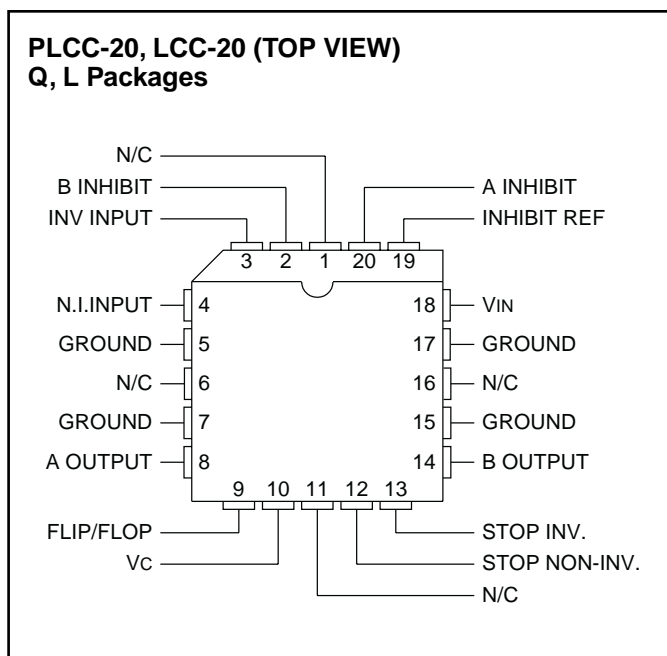 PLCC-20, LCC-20 (TOP VIEW)
Q, L Packages
N/C
B INHIBIT
A INHIBIT
INV INPUT
INHIBIT REF
3 2 1 20 19
N.I.INPUT 4 18 VIN
GROUND 5 17 GROUND
N/C 6 16 N/C
GROUND 7 15 GROUND
A OUTPUT 8 14 B OUTPUT
9 10 11 12 13
FLIP/FLOP
STOP INV.
VC
STOP NON-INV.
N/C